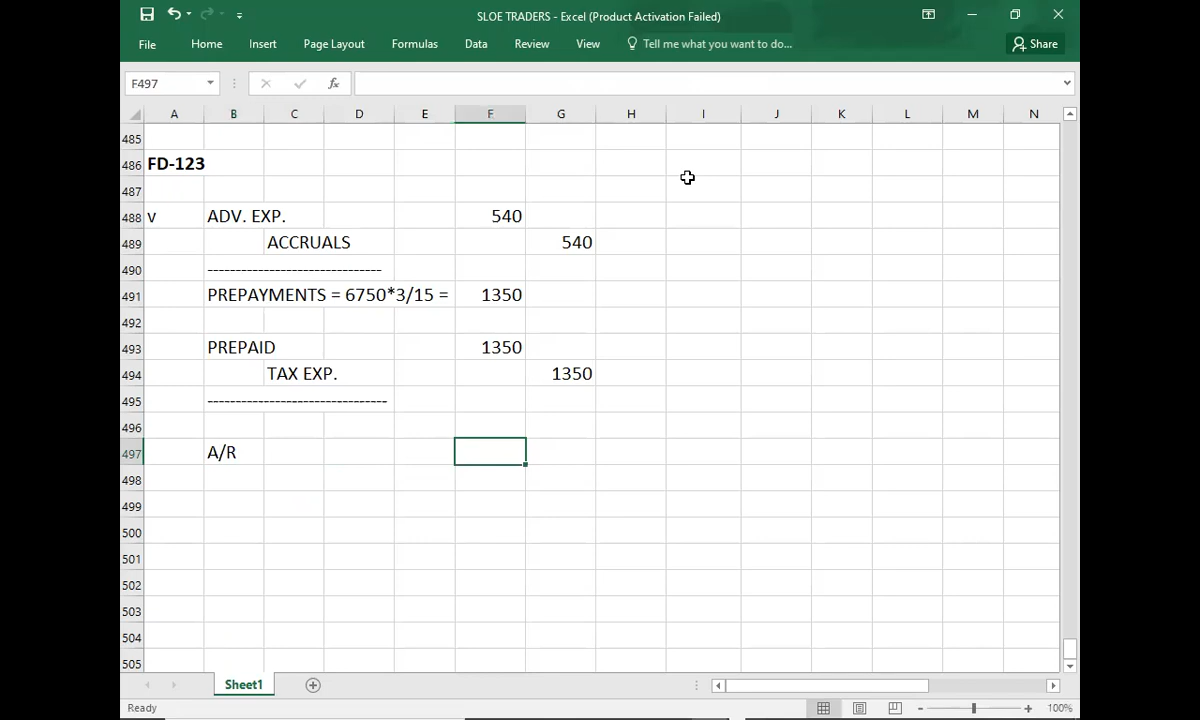 SLOE TRADERS - Excel (Product Activation Failed)
File Home Insert Page Layout Formulas Data Review View Tell me what you want to do... Share
F497 fx
A B C D E F G H I J K L M N
485
486 FD-123
487
488 V ADV. EXP. 540
489 ACCRUALS 540
490 ------------------------------
491 PREPAYMENTS = 6750*3/15 = 1350
492
493 PREPAID 1350
494 TAX EXP. 1350
495 -------------------------------
496
497 A/R
498
499
500
501
502
503
504
505
Sheet1
Ready 100%